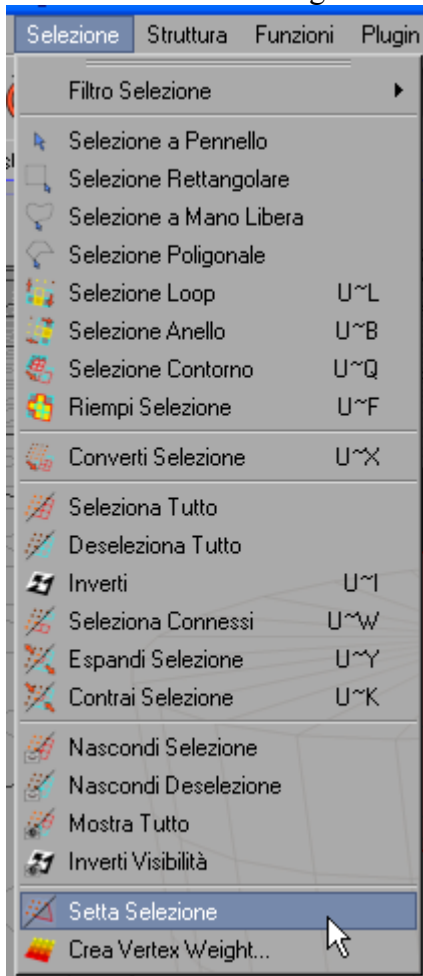 Selezione Struttura Funzioni Plugin
Filtro Selezione
Selezione a Pennello
Selezione Rettangolare
Selezione a Mano Libera
Selezione Poligonale
Selezione Loop U~L
Selezione Anello U~B
Selezione Contorno U~Q
Riempi Selezione U~F
Converti Selezione U~X
Seleziona Tutto
Deseleziona Tutto
Inverti U~I
Seleziona Connessi U~W
Espandi Selezione U~Y
Contrai Selezione U~K
Nascondi Selezione
Nascondi Deselezione
Mostra Tutto
Inverti Visibilità
Setta Selezione
Crea Vertex Weight...